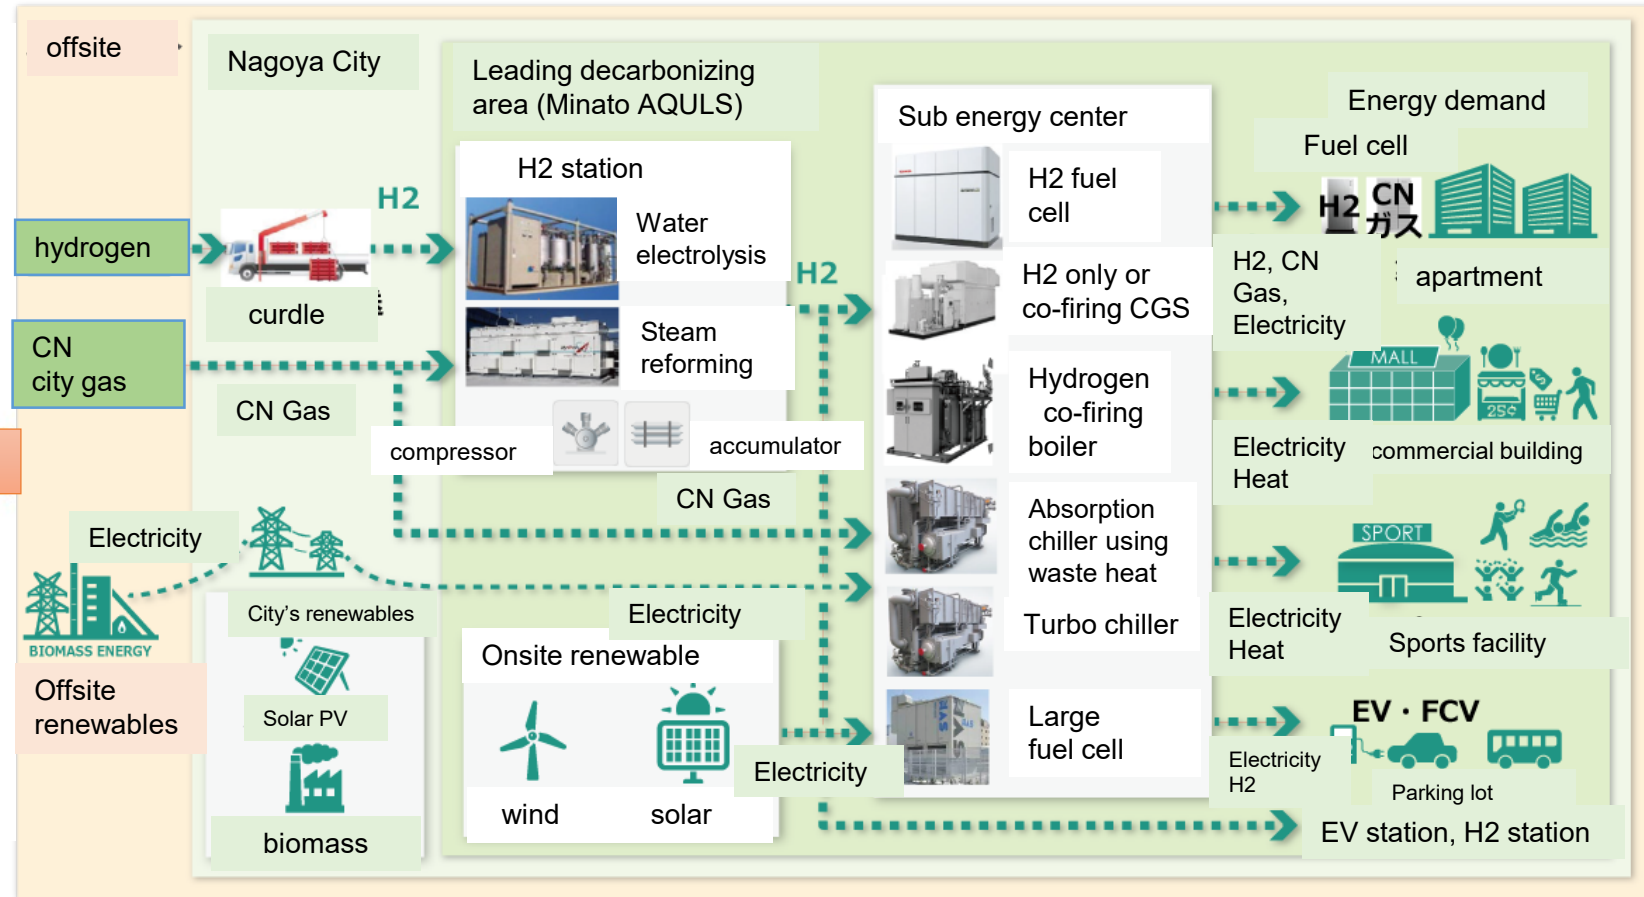 offsite
Nagoya City
Leading decarbonizing
area (Minato AQULS)
Sub energy center
Energy demand
Fuel cell
H2 station
H2
hydrogen
curdle
Water
electrolysis
H2 fuel
cell
H2
CN
ガス
H2, CN
Gas,
Electricity
apartment
CN
city gas
CN Gas
Steam
reforming
H2
H2 only or
co-firing CGS
compressor
accumulator
CN Gas
Hydrogen
co-firing
boiler
MALL
25¢
Electricity
Heat
commercial building
Electricity
BIOMASS ENERGY
Offsite
renewables
City's renewables
Solar PV
biomass
Electricity
Onsite renewable
wind
solar
Electricity
Absorption
chiller using
waste heat
Turbo chiller
Large
fuel cell
SPORT
Electricity
Heat
Sports facility
EV・FCV
Electricity
H2
Parking lot
EV station, H2 station